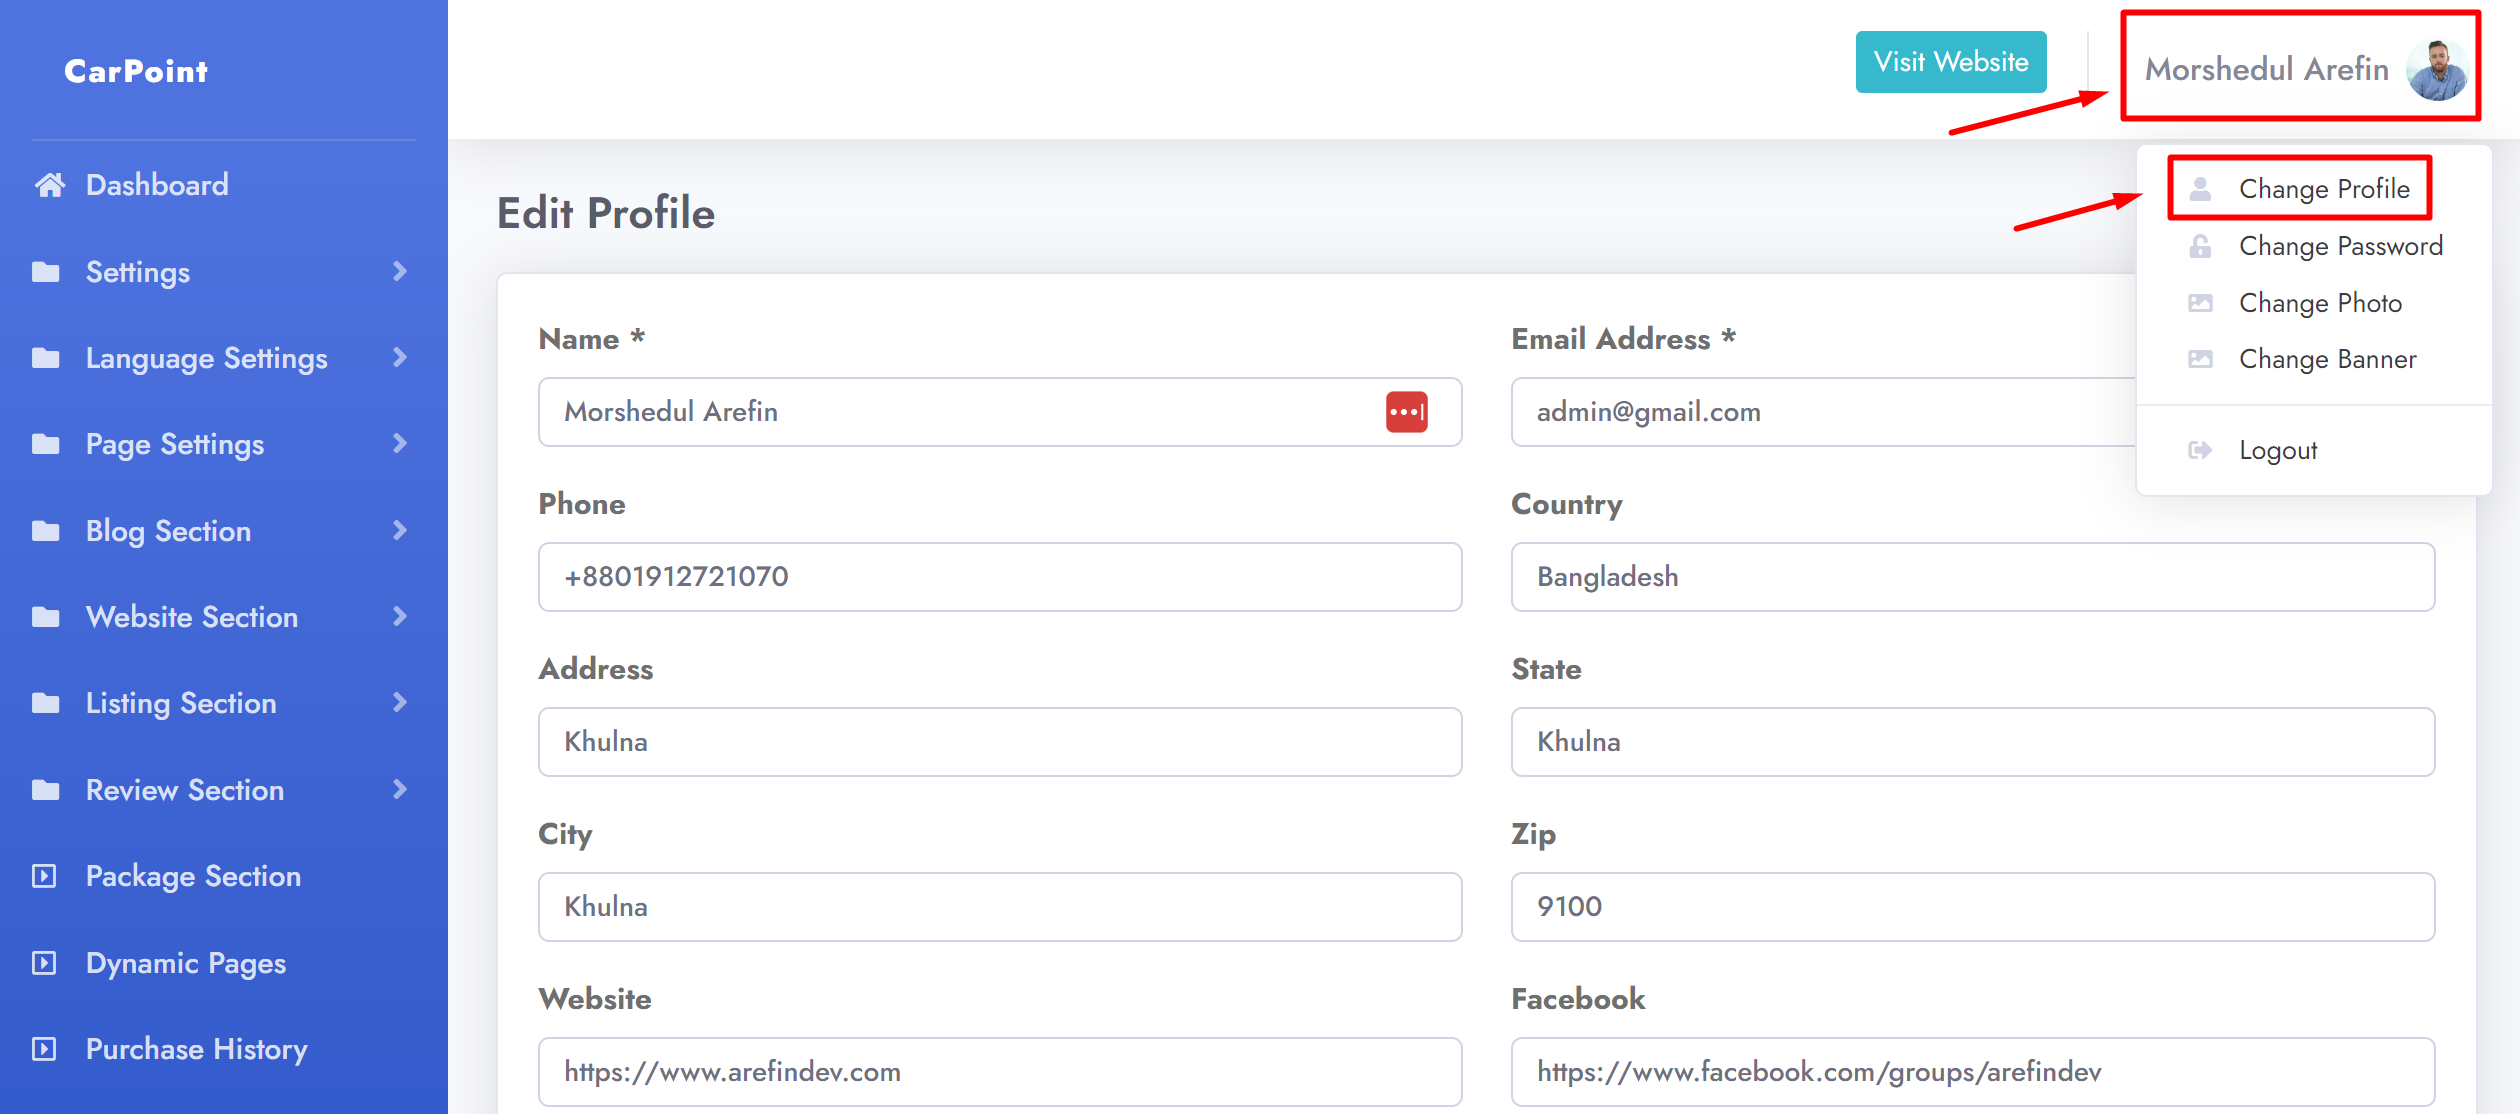 CarPoint
Dashboard
Settings
Language Settings
Page Settings
Blog Section
Website Section
Listing Section
Review Section
Package Section
Dynamic Pages
Purchase History
Visit Website
Morshedul Arefin
Change Profile
Change Password
Change Photo
Change Banner
Logout
Edit Profile
Name *
Morshedul Arefin
Email Address *
admin@gmail.com
Phone
+8801912721070
Country
Bangladesh
Address
Khulna
State
Khulna
City
Khulna
Zip
9100
Website
https://www.arefindev.com
Facebook
https://www.facebook.com/groups/arefindev